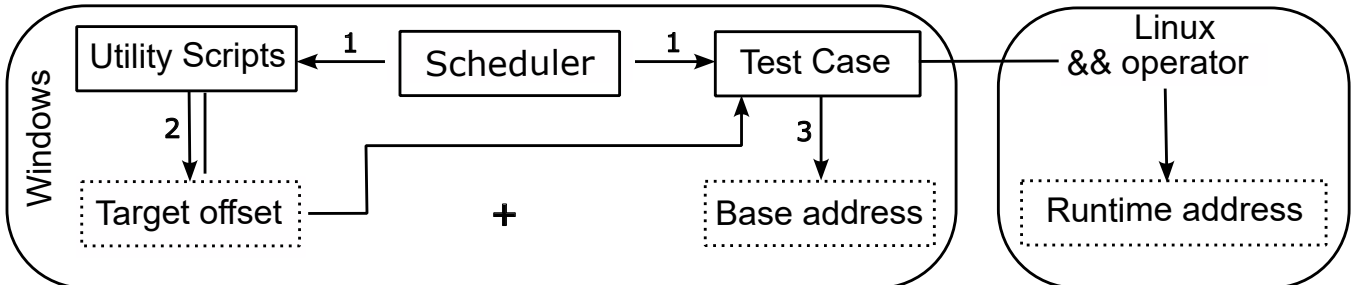 Windows
Utility Scripts
1
Scheduler
1
Test Case
Linux
&& operator
2
3
Target offset
+
Base address
Runtime address